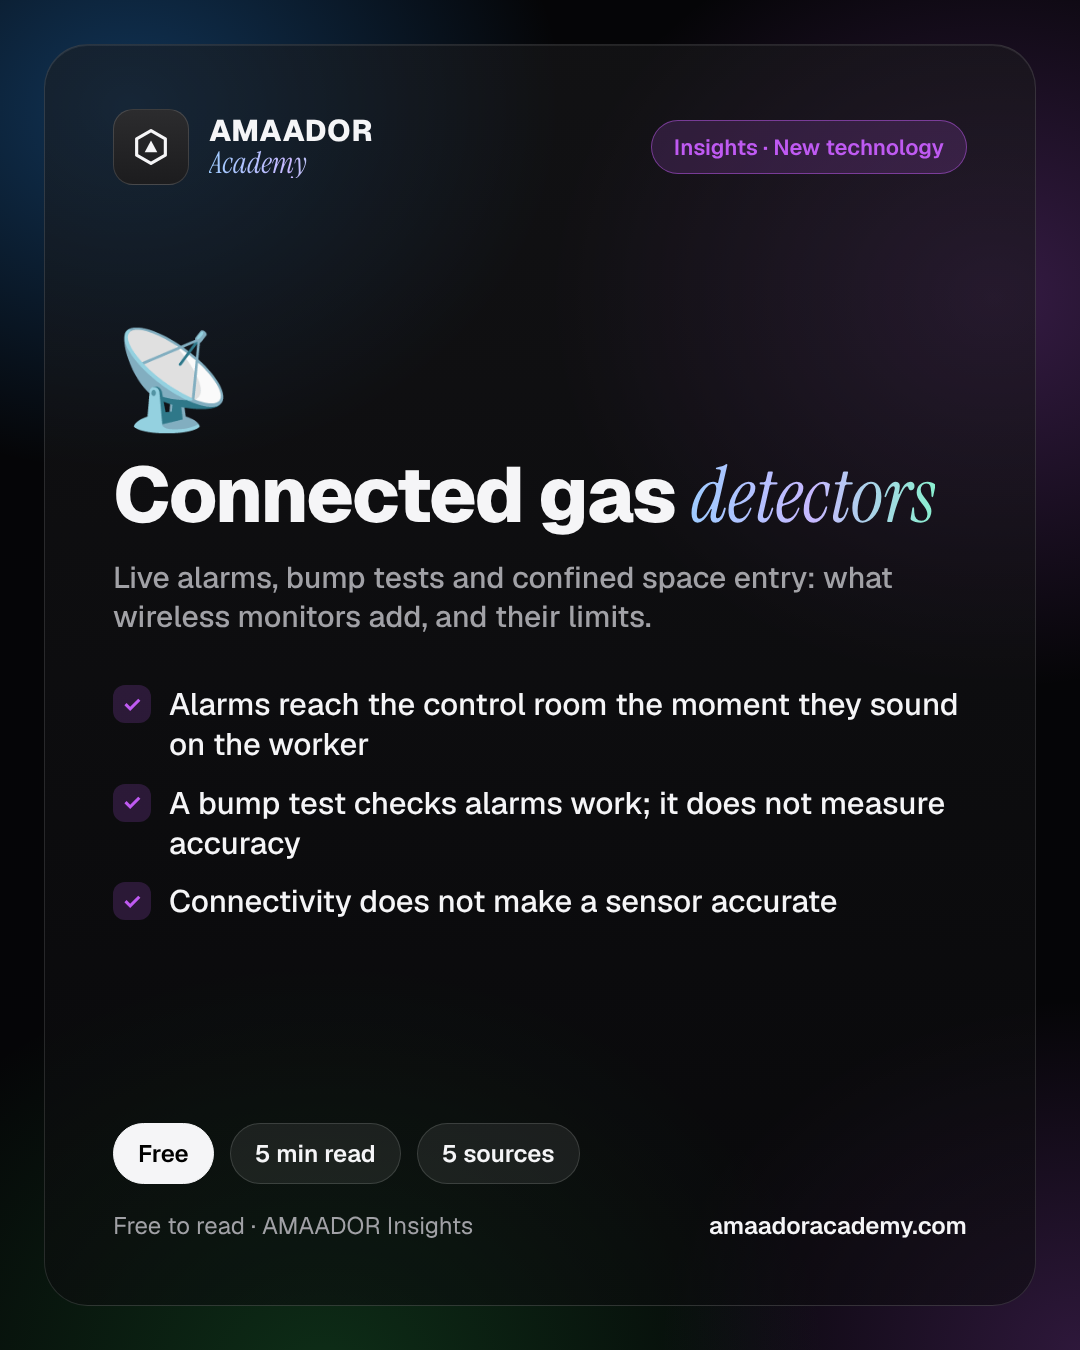 AMAADOR
Academy
Insights · New technology
Connected gas detectors
Live alarms, bump tests and confined space entry: what
wireless monitors add, and their limits.
Alarms reach the control room the moment they sound
on the worker
A bump test checks alarms work; it does not measure
accuracy
Connectivity does not make a sensor accurate
Free
5 min read
5 sources
Free to read · AMAADOR Insights
amaadoracademy.com